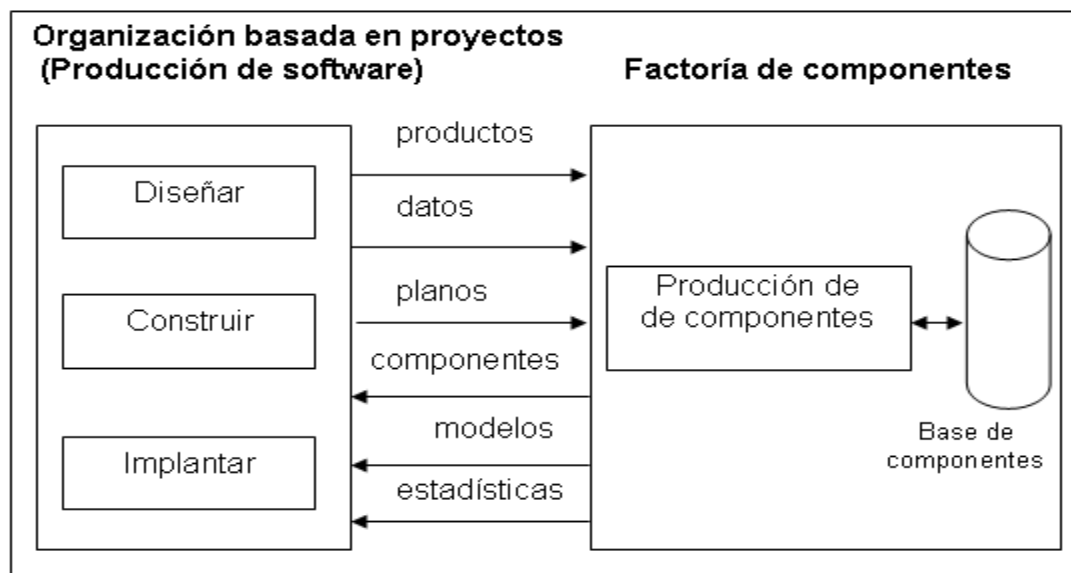 Organización basada en proyectos
(Producción de software)
Factoría de componentes
productos
Diseñar
datos
planos
Construir
Producción de
de componentes
componentes
modelos
Implantar
estadísticas
Base de
componentes